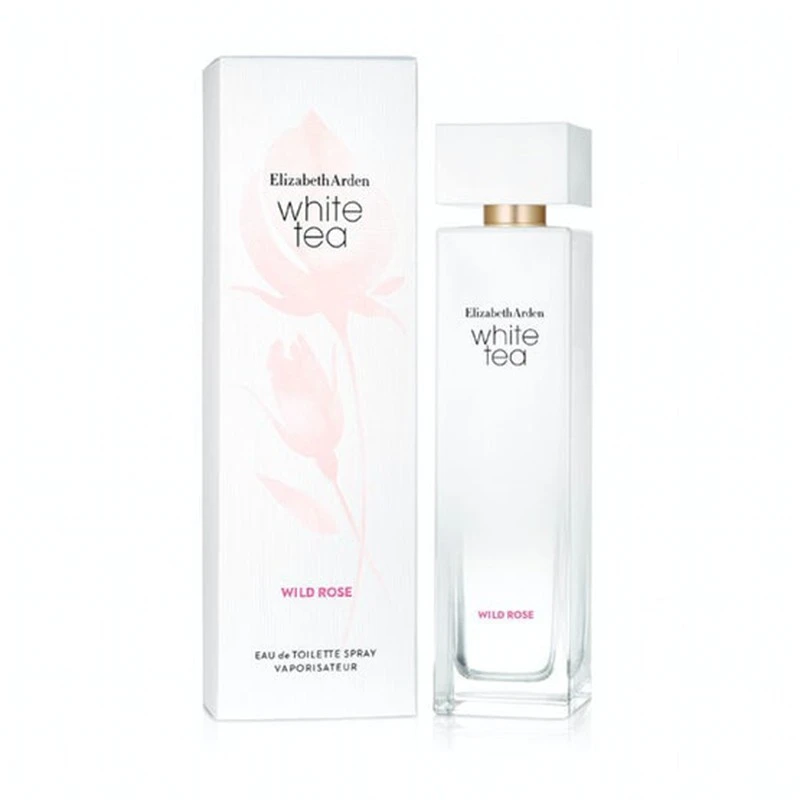 ElizabethArden
white
tea
WILD ROSE
EAU de TOILETTE SPRAY
VAPORISATEUR
ElizabethArden
white
tea
WILD ROSE